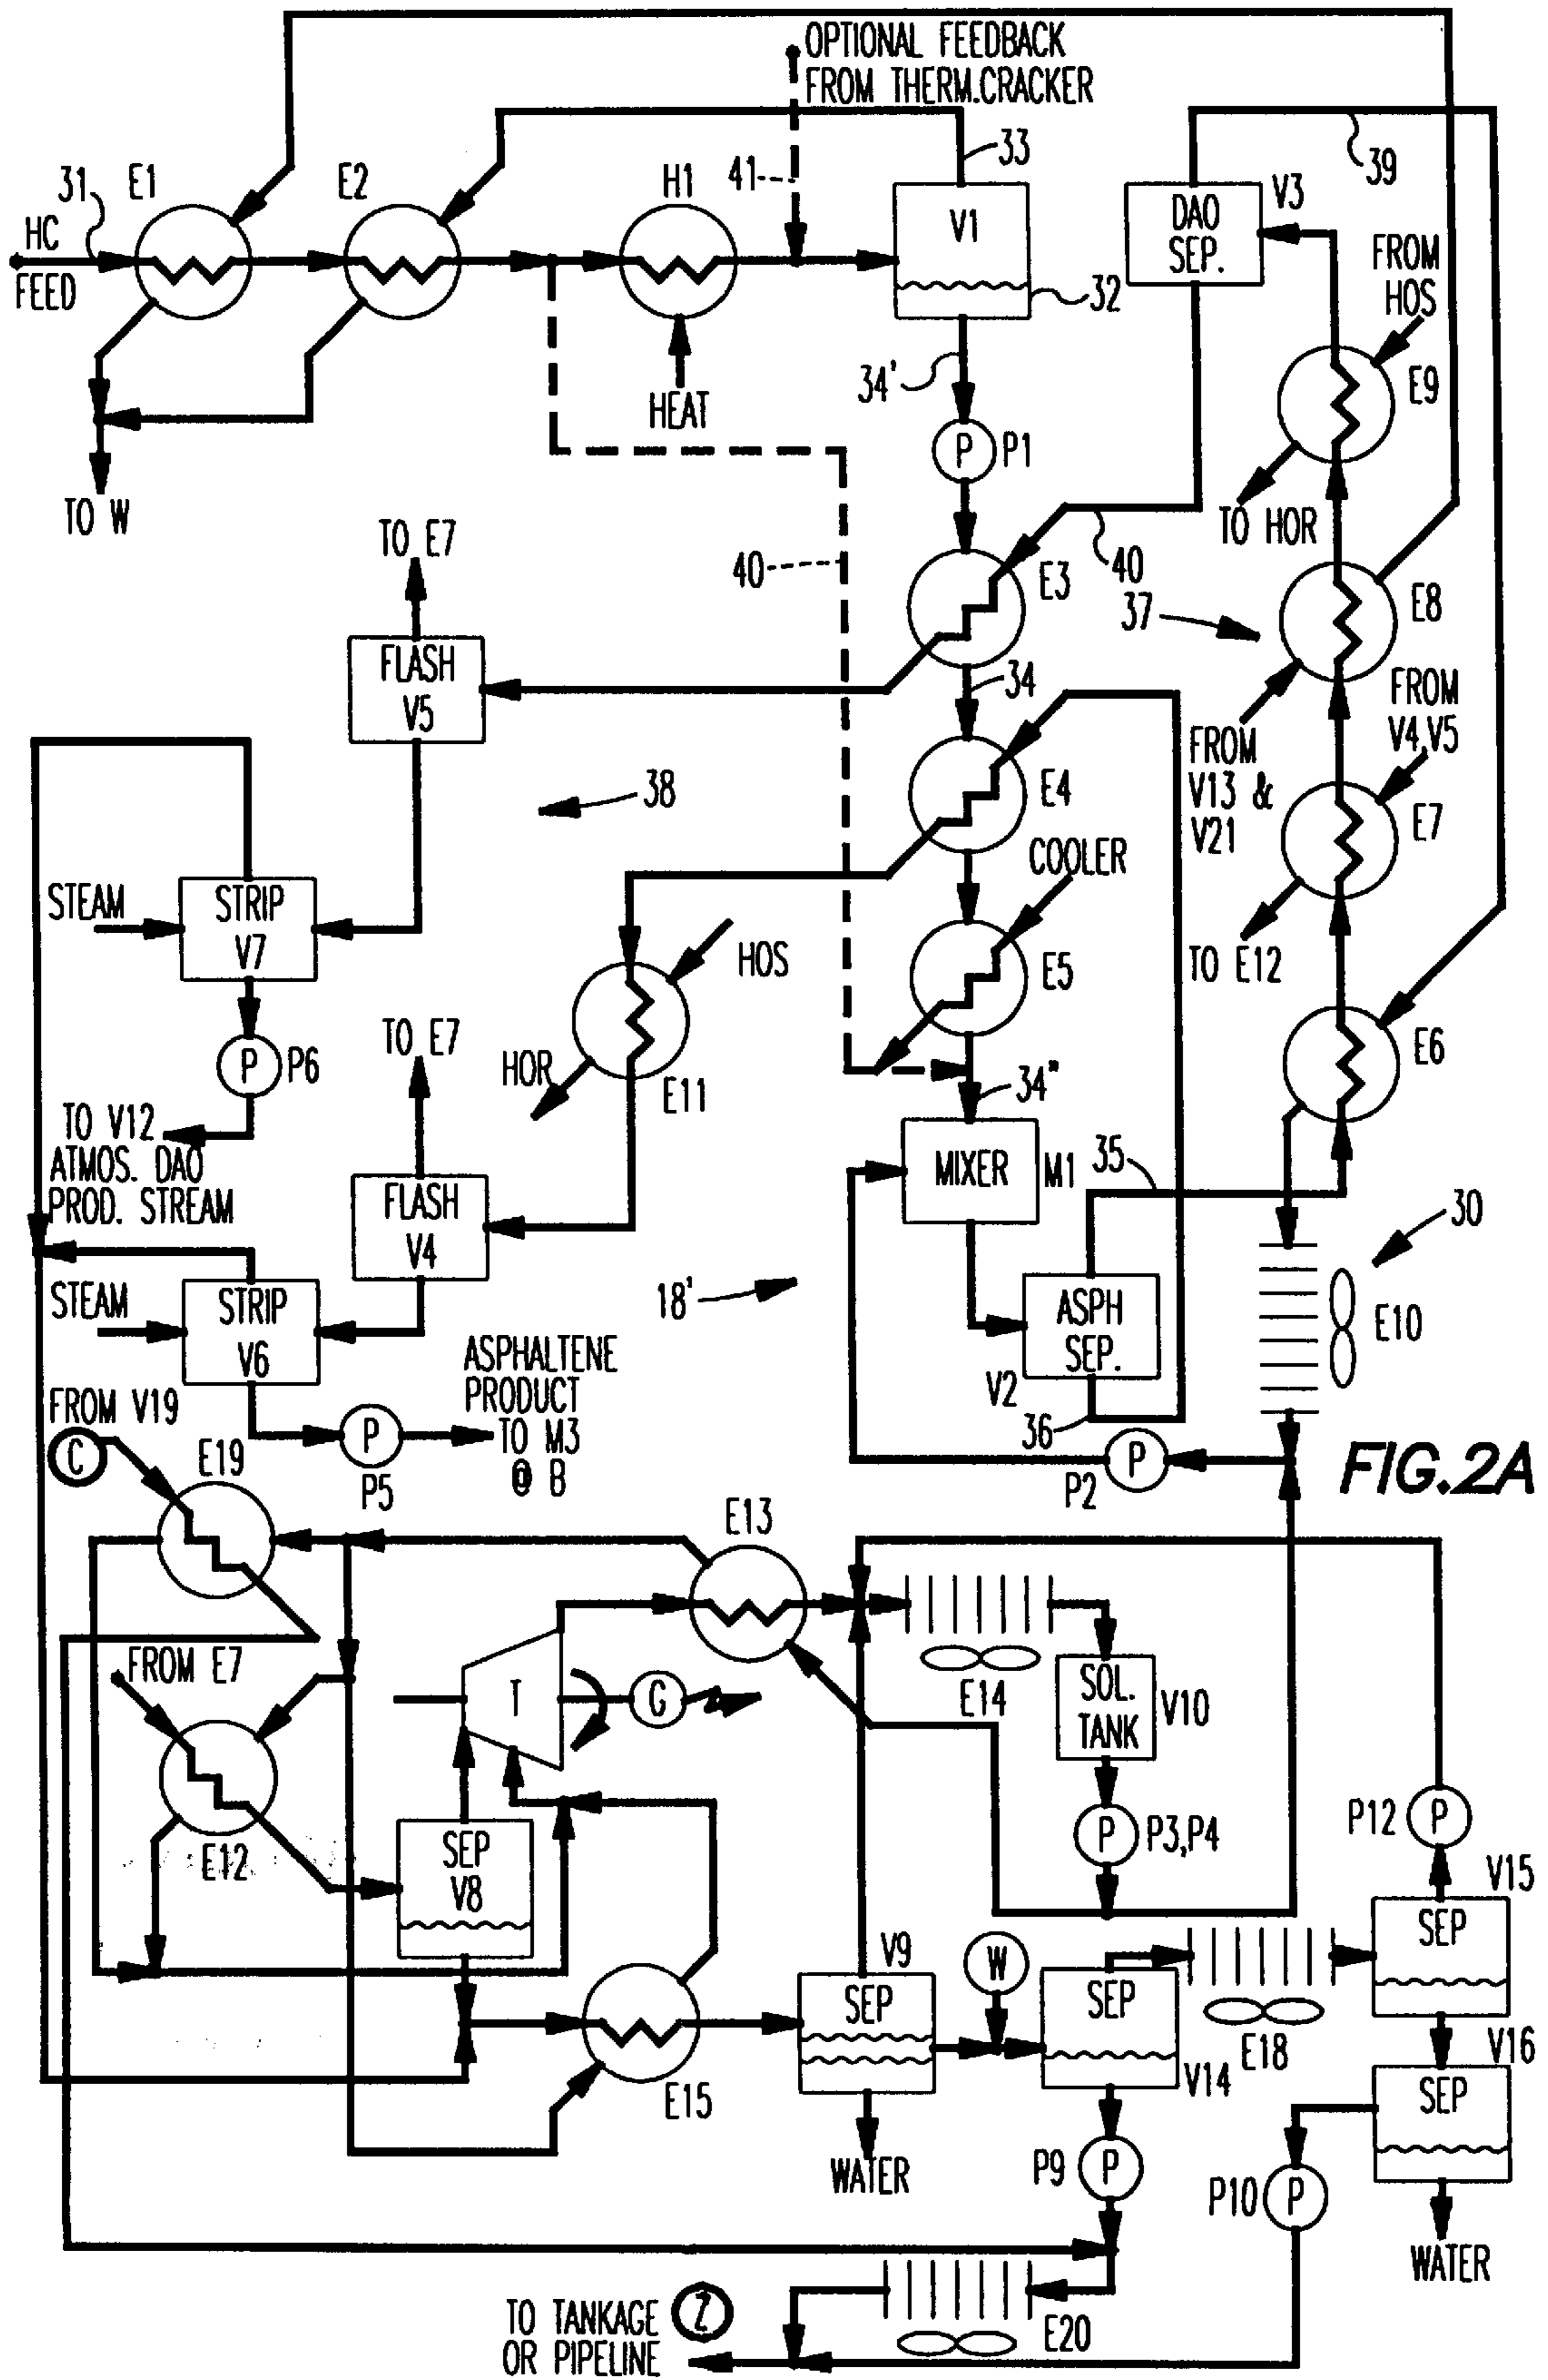 OPTIONAL FEEDBACK
FROM THERM.CRACKER
33
39
31
E1
E2
H1
41
V1
DAO
SEP.
V3
HC
FEED
FROM
HOS
32
34'
E9
HEAT
P
P1
TO W
TO HOR
TO E7
40
E3
40
37
E8
FLASH
V5
34
FROM
V4,V5
FROM
V13 &
V21
38
E4
E7
COOLER
STEAM
STRIP
V7
HOS
E5
TO E12
P
P6
TO E7
HOR
E11
E6
34"
TO V12
ATMOS. DAO
PROD. STREAM
MIXER
M1
35
FLASH
V4
30
STEAM
STRIP
V6
18'
ASPH
SEP.
E10
V2
ASPHALTENE
PRODUCT
TO M3
@ B
FROM V19
C
E19
P
P5
36
P
P2
FIG.2A
E13
FROM E7
T
G
E14
SOL.
TANK
V10
E12
SEP
V8
P
P3,P4
P12
P
V15
SEP
V9
W
SEP
SEP
V14
E18
V16
SEP
E15
WATER
P9
P
P10
P
WATER
TO TANKAGE
OR PIPELINE
Z
E20